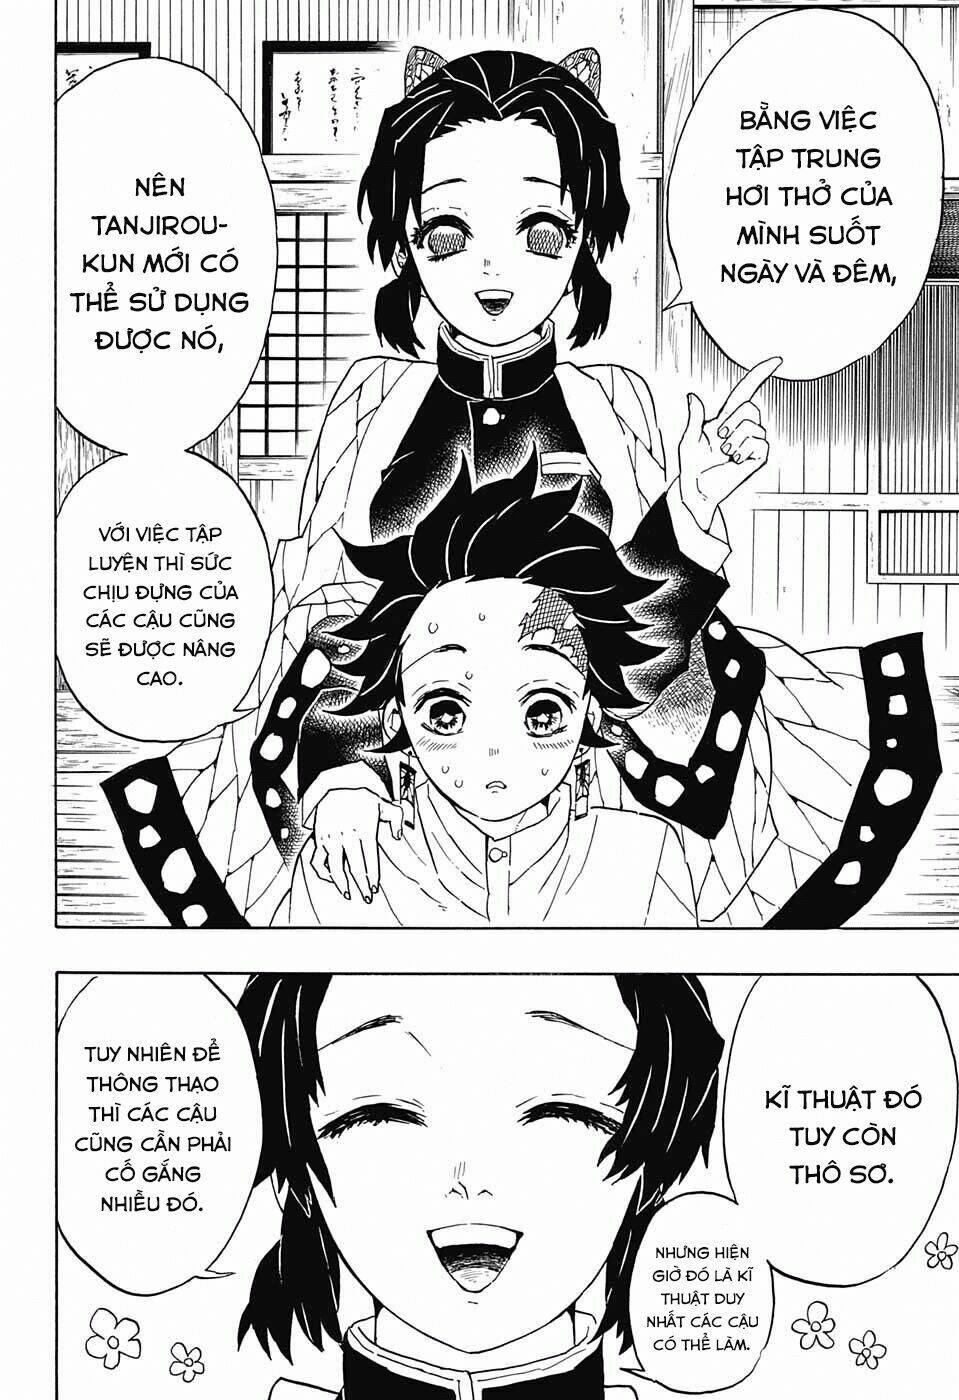 BẰNG VIỆC
TẬP TRUNG
HƠI THỞ CỦA
MÌNH SUỐT
NGÀY VÀ ĐÊM,
NÊN
TANJIROU-
KUN MỚI CÓ
THỂ SỬ DỤNG
ĐƯỢC NÓ,
VỚI VIỆC TẬP
LUYỆN THÌ SỨC
CHỊU ĐỰNG CỦA
CÁC CẬU CŨNG
SẼ ĐƯỢC NÂNG
CAO.
KĨ THUẬT ĐÓ
TUY CÒN
THÔ SƠ.
NHƯNG HIỆN
GIỜ ĐÓ LÀ KĨ
THUẬT DUY
NHẤT CÁC CẬU
CÓ THỂ LÀM.
TUY NHIÊN ĐỂ
THÔNG THẠO
THÌ CÁC CẬU
CŨNG CẦN PHẢI
CỐ GẮNG
NHIỀU ĐÓ.